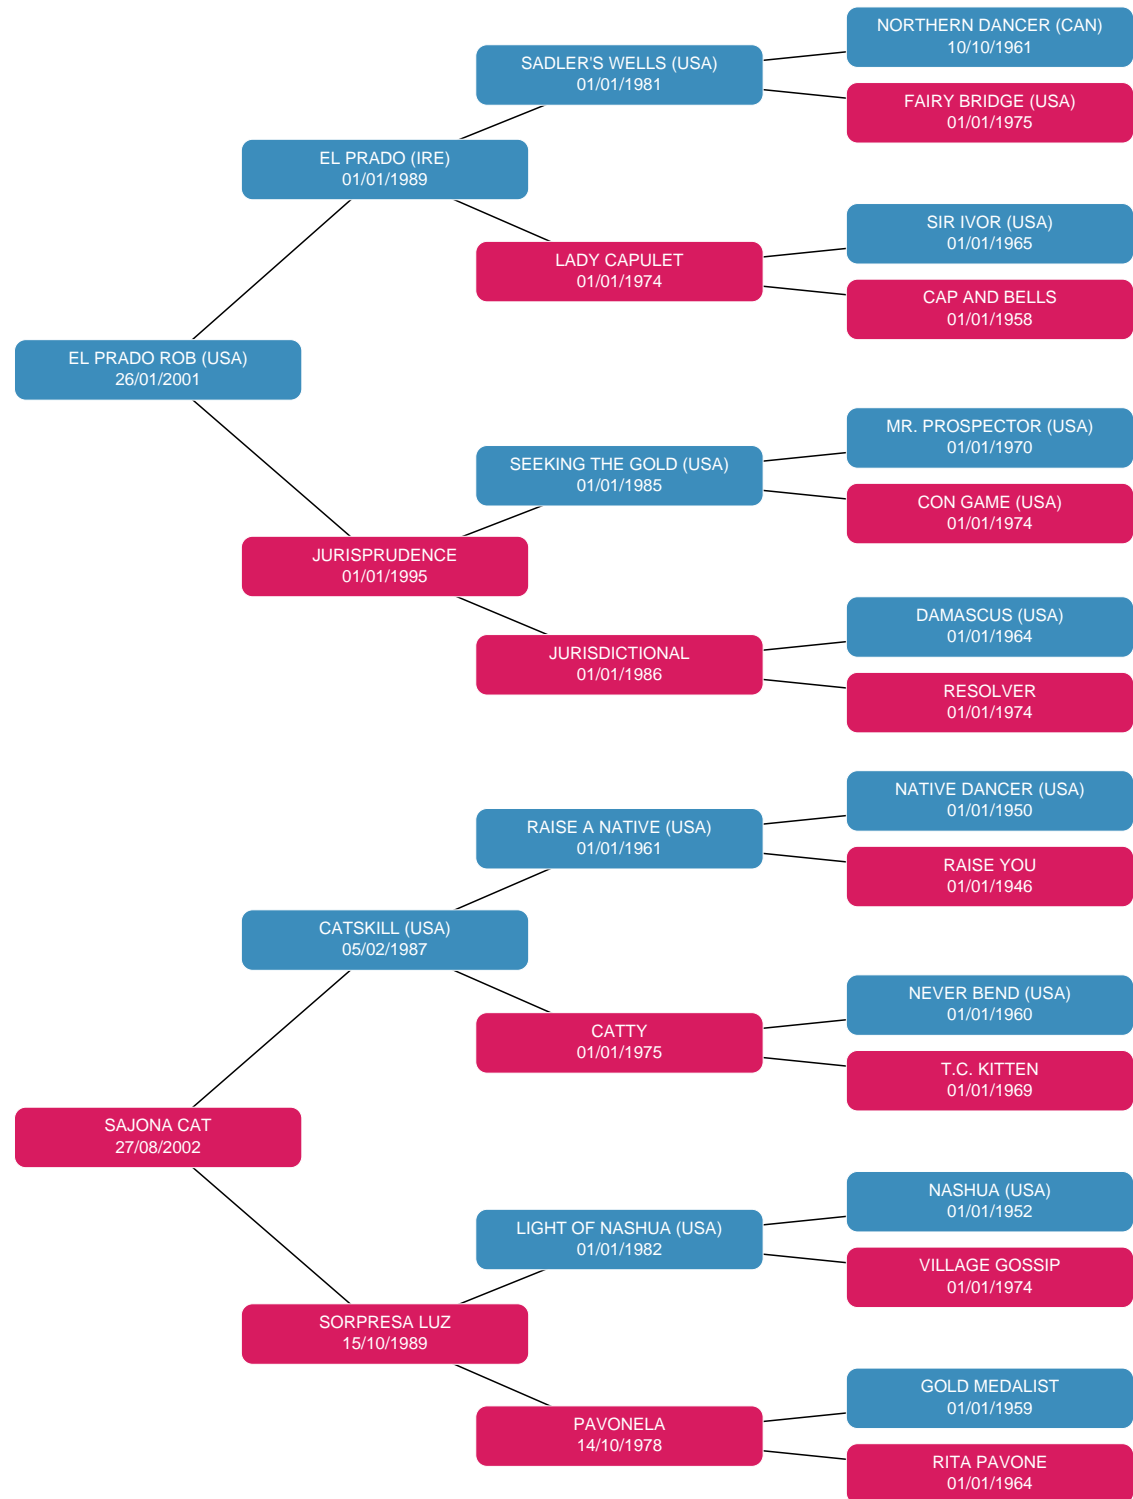 NORTHERN DANCER (CAN)
10/10/1961
SADLER'S WELLS (USA)
01/01/1981
FAIRY BRIDGE (USA)
01/01/1975
EL PRADO (IRE)
01/01/1989
SIR IVOR (USA)
01/01/1965
LADY CAPULET
01/01/1974
CAP AND BELLS
01/01/1958
EL PRADO ROB (USA)
26/01/2001
MR. PROSPECTOR (USA)
01/01/1970
SEEKING THE GOLD (USA)
01/01/1985
CON GAME (USA)
01/01/1974
JURISPRUDENCE
01/01/1995
DAMASCUS (USA)
01/01/1964
JURISDICTIONAL
01/01/1986
RESOLVER
01/01/1974
NATIVE DANCER (USA)
01/01/1950
RAISE A NATIVE (USA)
01/01/1961
RAISE YOU
01/01/1946
CATSKILL (USA)
05/02/1987
NEVER BEND (USA)
01/01/1960
CATTY
01/01/1975
T.C. KITTEN
01/01/1969
SAJONA CAT
27/08/2002
NASHUA (USA)
01/01/1952
LIGHT OF NASHUA (USA)
01/01/1982
VILLAGE GOSSIP
01/01/1974
SORPRESA LUZ
15/10/1989
GOLD MEDALIST
01/01/1959
PAVONELA
14/10/1978
RITA PAVONE
01/01/1964